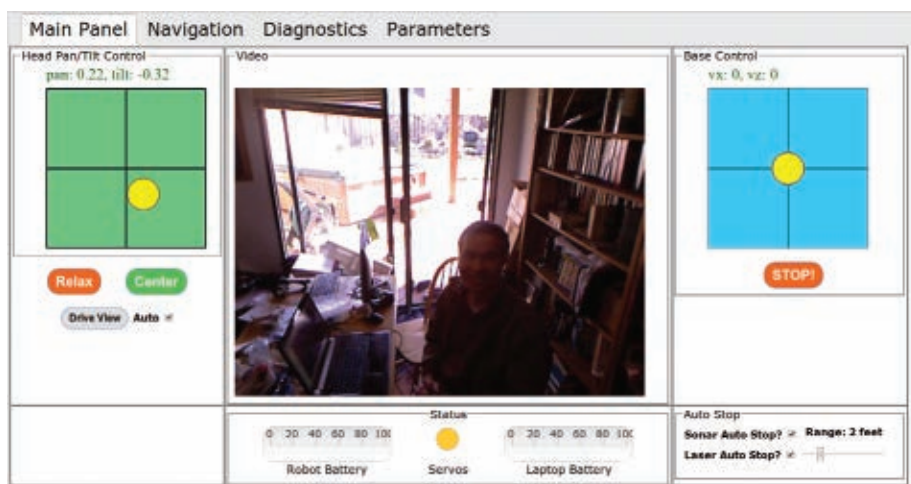 Main Panel Navigation Diagnostics Parameters
Head Pan/Tilt Control
pan: 0.22, tilt: -0.32
Relax Center
Drive View Auto
Video
Base Control
vx: 0, vz: 0
STOP!
Status
0 20 40 60 80 100
Robot Battery
Servos
0 20 40 60 80 100
Laptop Battery
Auto Stop
Sonar Auto Stop? Range: 2 feet
Laser Auto Stop?